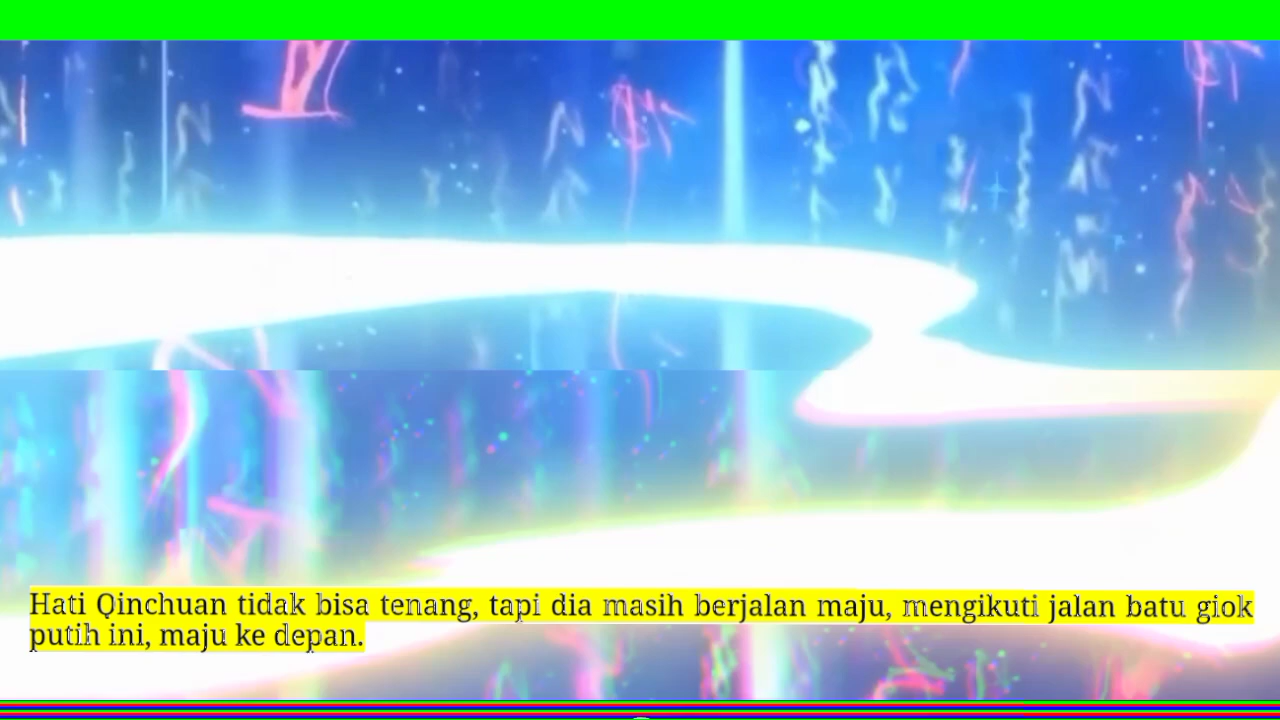 Hati Qinchuan tidak bisa tenang, tapi dia masih berjalan maju, mengikuti jalan batu giok
putih ini, maju ke depan.